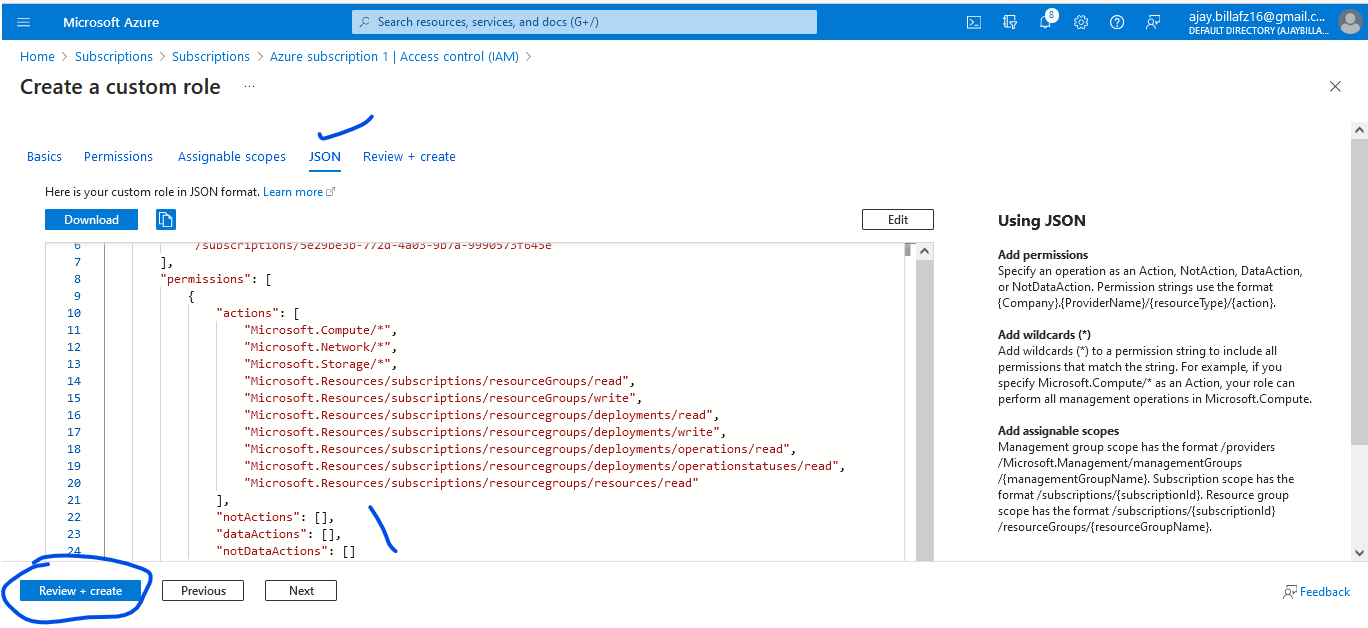 Microsoft Azure
Search resources, services, and docs (G+/)
8
ajay.billafz16@gmail.c...
DEFAULT DIRECTORY (AJAYBILLA...
Home > Subscriptions > Subscriptions > Azure subscription 1 | Access control (IAM) >
Create a custom role ...
Basics Permissions Assignable scopes JSON Review + create
Here is your custom role in JSON format. Learn more
Download
Edit
6 "/subscriptions/5e29be3b-772d-4a03-9b7a-9990573f645e"
7 ],
8 "permissions": [
9 {
10 "actions": [
11 "Microsoft.Compute/*",
12 "Microsoft.Network/*",
13 "Microsoft.Storage/*",
14 "Microsoft.Resources/subscriptions/resourceGroups/read",
15 "Microsoft.Resources/subscriptions/resourceGroups/write",
16 "Microsoft.Resources/subscriptions/resourcegroups/deployments/read",
17 "Microsoft.Resources/subscriptions/resourcegroups/deployments/write",
18 "Microsoft.Resources/subscriptions/resourcegroups/deployments/operations/read",
19 "Microsoft.Resources/subscriptions/resourcegroups/deployments/operationstatuses/read",
20 "Microsoft.Resources/subscriptions/resourcegroups/resources/read"
21 ],
22 "notActions": [],
23 "dataActions": [],
24 "notDataActions": []
Using JSON
Add permissions
Specify an operation as an Action, NotAction, DataAction,
or NotDataAction. Permission strings use the format
{Company}.{ProviderName}/{resourceType}/{action}.
Add wildcards (*)
Add wildcards (*) to a permission string to include all
permissions that match the string. For example, if you
specify Microsoft.Compute/* as an Action, your role can
perform all management operations in Microsoft.Compute.
Add assignable scopes
Management group scope has the format /providers
/Microsoft.Management/managementGroups
/{managementGroupName}. Subscription scope has the
format /subscriptions/{subscriptionId}. Resource group
scope has the format /subscriptions/{subscriptionId}
/resourceGroups/{resourceGroupName}.
Review + create
Previous
Next
Feedback